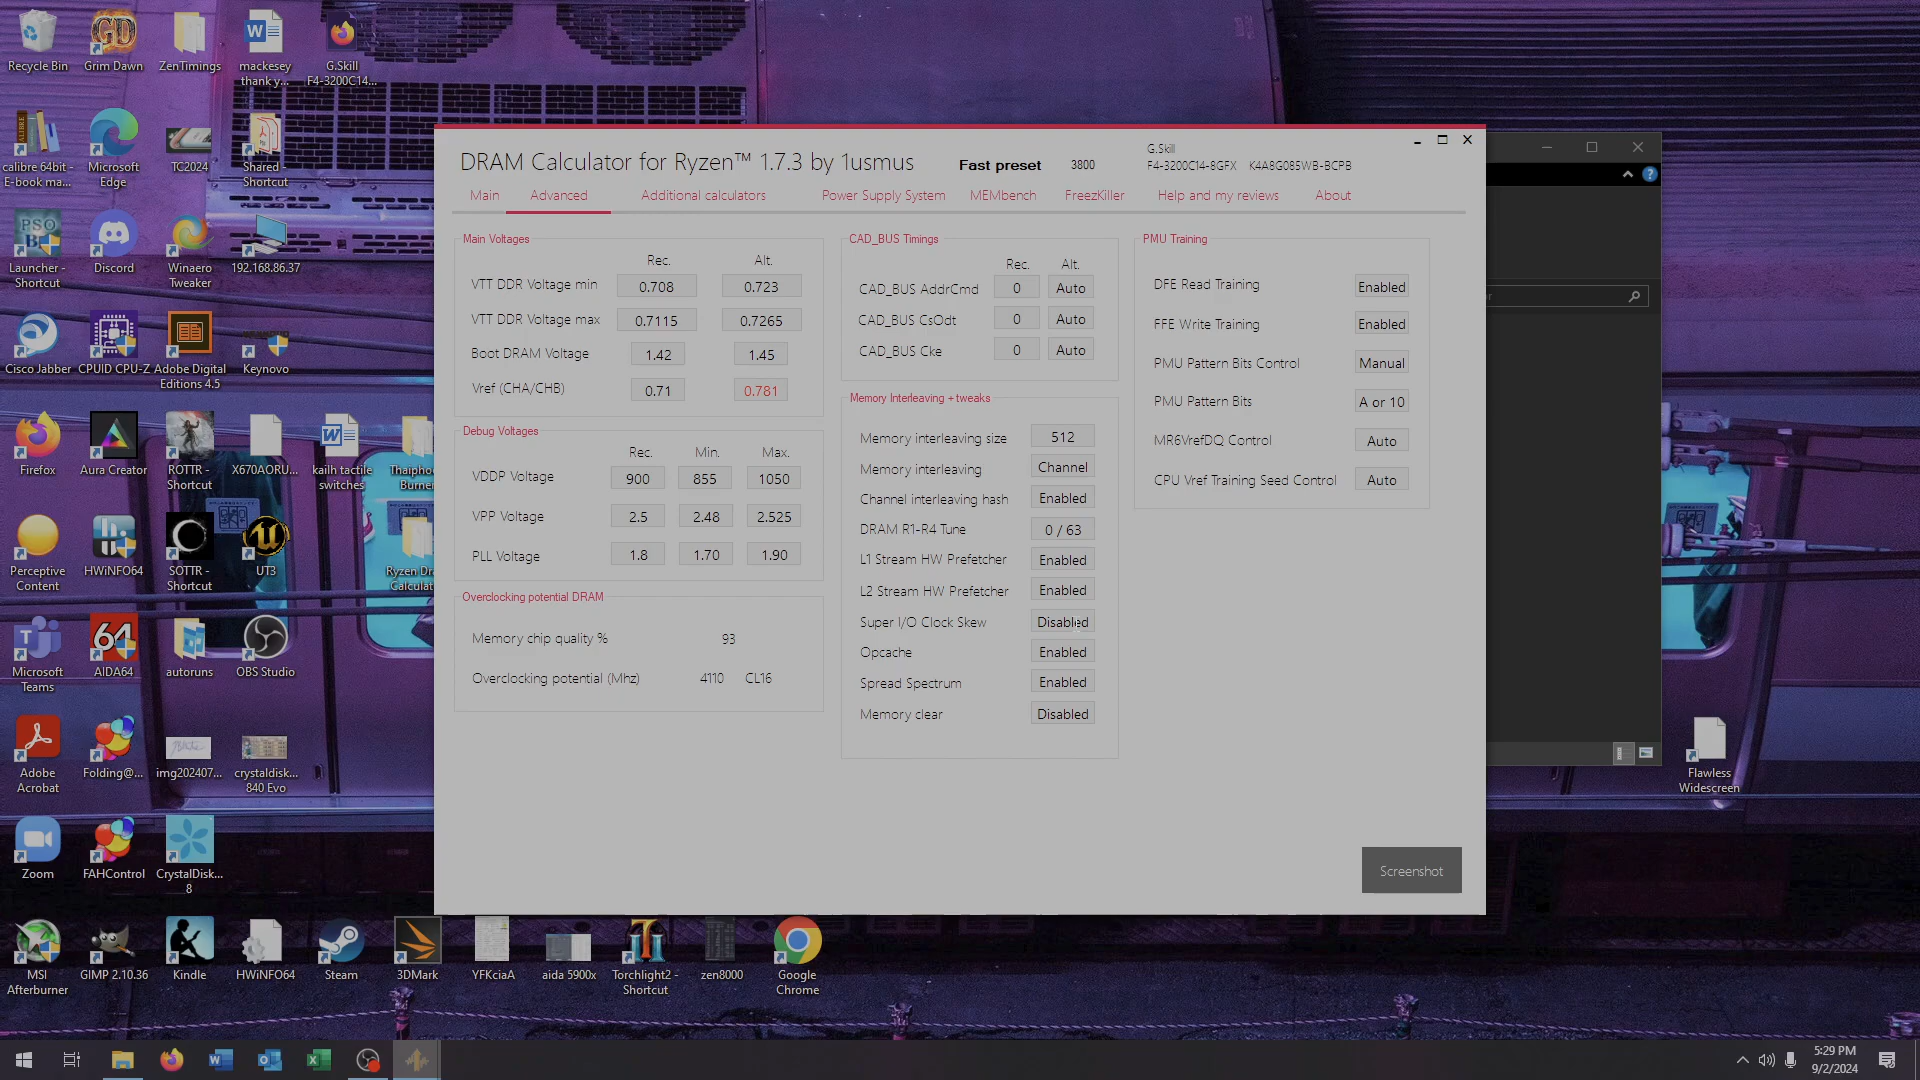 Recycle Bin
Grim Dawn
ZenTimings
mackesey
thank y...
G.Skill
F4-3200C14...
calibre 64bit -
E-book ma...
Microsoft
Edge
TC2024
Shared -
Shortcut
Launcher -
Shortcut
Discord
Winaero
Tweaker
192.168.86.37
Cisco Jabber
CPUID CPU-Z
Adobe Digital
Editions 4.5
Keynovo
Firefox
Aura Creator
ROTTR -
Shortcut
X670AORU...
kailh tactile
switches
Thaipho
Burne
Perceptive
Content
HWiNFO64
SOTTR -
Shortcut
UT3
Ryzen Dr
Calculat
Microsoft
Teams
AIDA64
autoruns
OBS Studio
Adobe
Acrobat
Folding@...
img202407...
crystaldisk...
840 Evo
Zoom
FAHControl
CrystalDisk...
8
MSI
Afterburner
GIMP 2.10.36
Kindle
HWiNFO64
Steam
3DMark
YFKciaA
aida 5900x
Torchlight2 -
Shortcut
zen8000
Google
Chrome
Flawless
Widescreen
DRAM Calculator for Ryzen™ 1.7.3 by 1usmus
Fast preset
3800
G.Skill
F4-3200C14-8GFX K4A8G085WB-BCPB
Main
Advanced
Additional calculators
Power Supply System
MEMbench
FreezKiller
Help and my reviews
About
Main Voltages
Rec. Alt.
VTT DDR Voltage min 0.708 0.723
VTT DDR Voltage max 0.7115 0.7265
Boot DRAM Voltage 1.42 1.45
Vref (CHA/CHB) 0.71 0.781
Debug Voltages
Rec. Min. Max.
VDDP Voltage 900 855 1050
VPP Voltage 2.5 2.48 2.525
PLL Voltage 1.8 1.70 1.90
Overclocking potential DRAM
Memory chip quality % 93
Overclocking potential (Mhz) 4110 CL16
CAD_BUS Timings
Rec. Alt.
CAD_BUS AddrCmd 0 Auto
CAD_BUS CsOdt 0 Auto
CAD_BUS Cke 0 Auto
Memory Interleaving + tweaks
Memory interleaving size 512
Memory interleaving Channel
Channel interleaving hash Enabled
DRAM R1-R4 Tune 0 / 63
L1 Stream HW Prefetcher Enabled
L2 Stream HW Prefetcher Enabled
Super I/O Clock Skew Disabled
Opcache Enabled
Spread Spectrum Enabled
Memory clear Disabled
PMU Training
DFE Read Training Enabled
FFE Write Training Enabled
PMU Pattern Bits Control Manual
PMU Pattern Bits A or 10
MR6VrefDQ Control Auto
CPU Vref Training Seed Control Auto
Screenshot
5:29 PM
9/2/2024